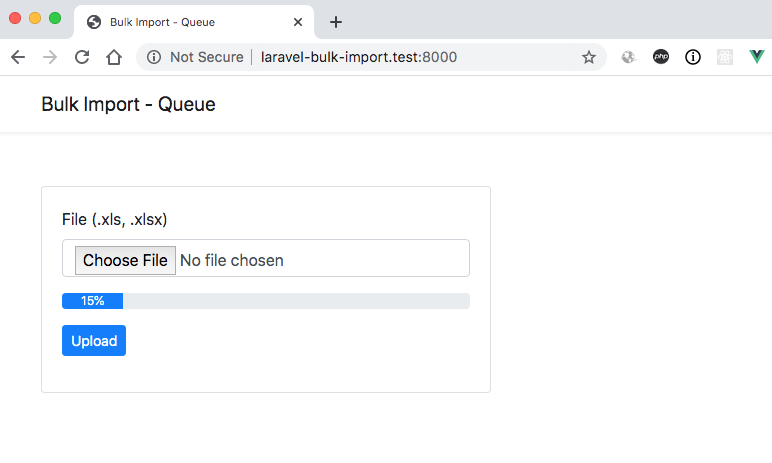 Bulk Import - Queue
Not Secure | laravel-bulk-import.test:8000
php
Bulk Import - Queue
File (.xls, .xlsx)
Choose File No file chosen
15%
Upload